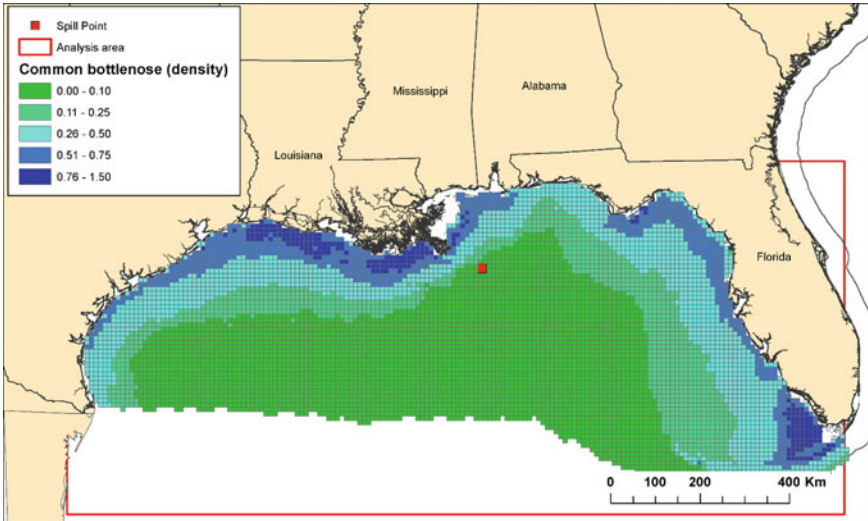 Spill Point
Analysis area
Common bottlenose (density)
0.00 - 0.10
0.11 - 0.25
0.26 - 0.50
0.51 - 0.75
0.76 - 1.50
Mississippi
Alabama
Louisiana
Florida
0 100 200 400 Km